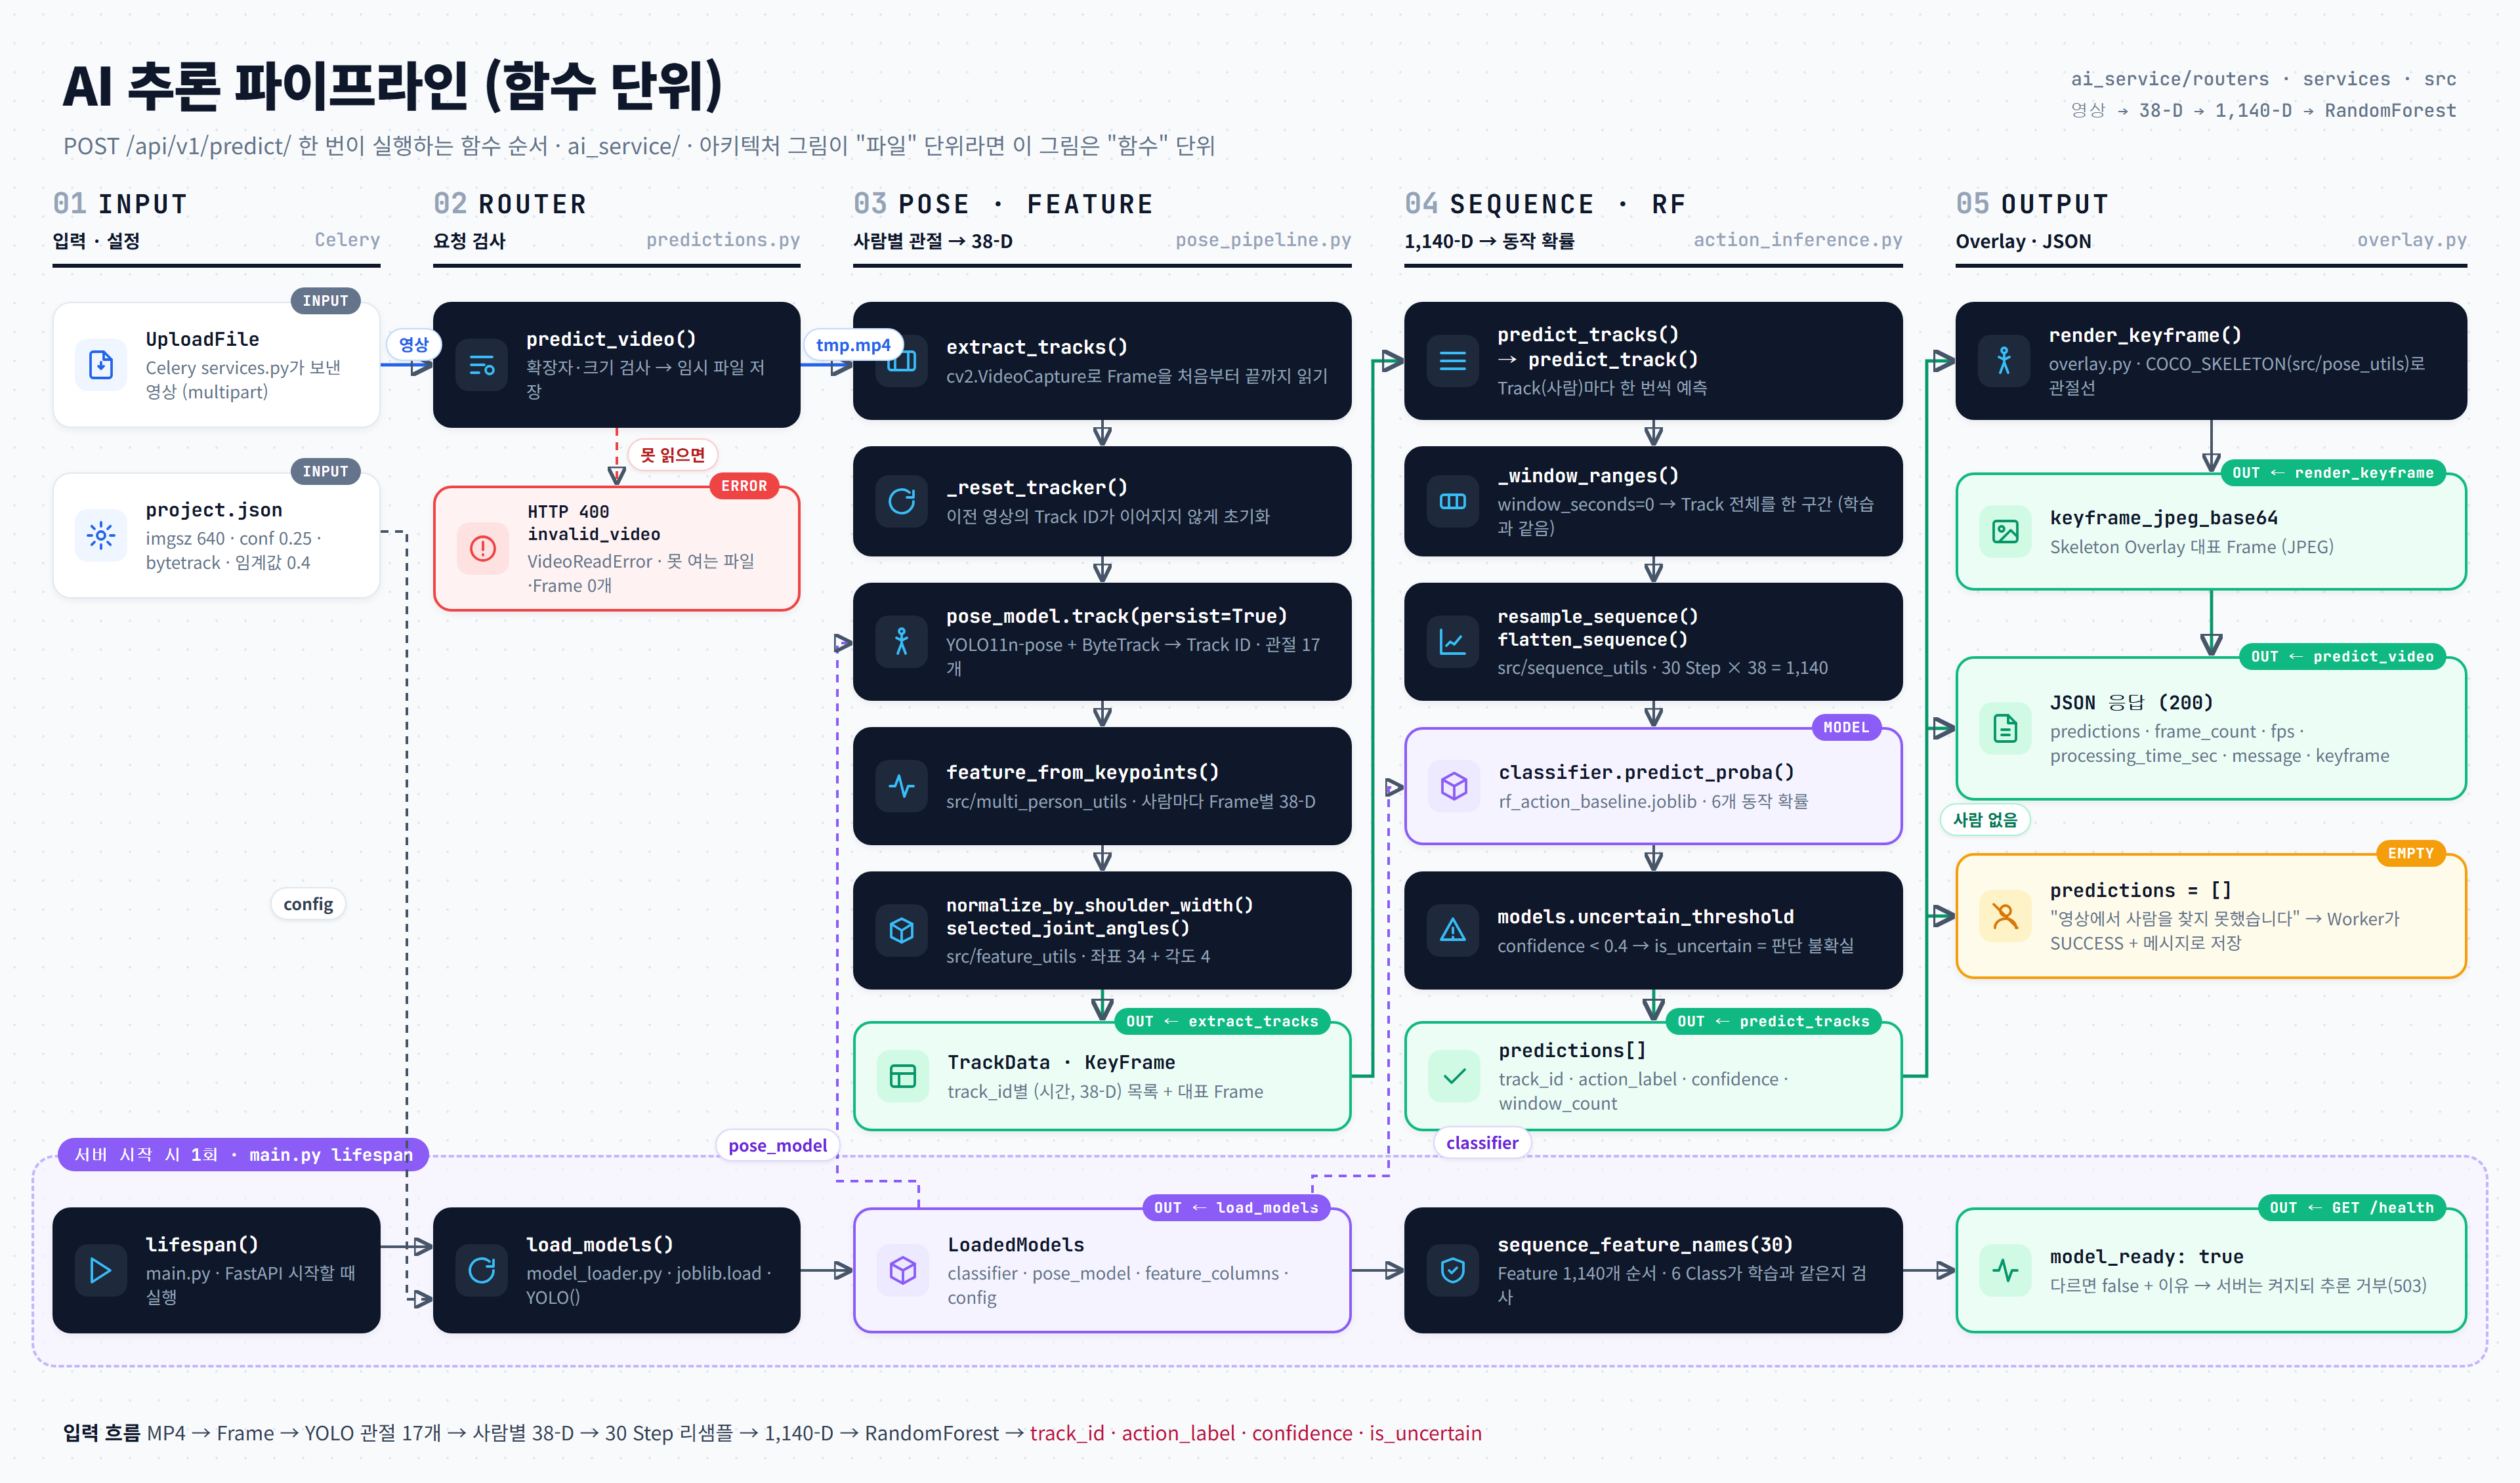 AI 추론 파이프라인 (함수 단위)
POST /api/v1/predict/ 한 번이 실행하는 함수 순서 · ai_service/ · 아키텍처 그림이 "파일" 단위라면 이 그림은 "함수" 단위
ai_service/routers · services · src
영상 → 38-D → 1,140-D → RandomForest
01 INPUT
입력 · 설정
Celery
INPUT
UploadFile
Celery services.py가 보낸
영상 (multipart)
영상
INPUT
project.json
imgsz 640 · conf 0.25 ·
bytetrack · 임계값 0.4
config
02 ROUTER
요청 검사
predictions.py
predict_video()
확장자·크기 검사 → 임시 파일 저
장
tmp.mp4
못 읽으면
ERROR
HTTP 400
invalid_video
VideoReadError · 못 여는 파일
·Frame 0개
03 POSE · FEATURE
사람별 관절 → 38-D
pose_pipeline.py
extract_tracks()
cv2.VideoCapture로 Frame을 처음부터 끝까지 읽기
_reset_tracker()
이전 영상의 Track ID가 이어지지 않게 초기화
pose_model.track(persist=True)
YOLO11n-pose + ByteTrack → Track ID · 관절 17
개
feature_from_keypoints()
src/multi_person_utils · 사람마다 Frame별 38-D
normalize_by_shoulder_width()
selected_joint_angles()
src/feature_utils · 좌표 34 + 각도 4
OUT ← extract_tracks
TrackData · KeyFrame
track_id별 (시간, 38-D) 목록 + 대표 Frame
pose_model
04 SEQUENCE · RF
1,140-D → 동작 확률
action_inference.py
predict_tracks()
→ predict_track()
Track(사람)마다 한 번씩 예측
_window_ranges()
window_seconds=0 → Track 전체를 한 구간 (학습
과 같음)
resample_sequence()
flatten_sequence()
src/sequence_utils · 30 Step × 38 = 1,140
MODEL
classifier.predict_proba()
rf_action_baseline.joblib · 6개 동작 확률
models.uncertain_threshold
confidence < 0.4 → is_uncertain = 판단 불확실
OUT ← predict_tracks
predictions[]
track_id · action_label · confidence ·
window_count
classifier
05 OUTPUT
Overlay · JSON
overlay.py
render_keyframe()
overlay.py · COCO_SKELETON(src/pose_utils)로
관절선
OUT ← render_keyframe
keyframe_jpeg_base64
Skeleton Overlay 대표 Frame (JPEG)
OUT ← predict_video
JSON 응답 (200)
predictions · frame_count · fps ·
processing_time_sec · message · keyframe
사람 없음
EMPTY
predictions = []
"영상에서 사람을 찾지 못했습니다" → Worker가
SUCCESS + 메시지로 저장
서버 시작 시 1회 · main.py lifespan
lifespan()
main.py · FastAPI 시작할 때
실행
load_models()
model_loader.py · joblib.load ·
YOLO()
OUT ← load_models
LoadedModels
classifier · pose_model · feature_columns ·
config
sequence_feature_names(30)
Feature 1,140개 순서 · 6 Class가 학습과 같은지 검
사
OUT ← GET /health
model_ready: true
다르면 false + 이유 → 서버는 켜지되 추론 거부(503)
입력 흐름 MP4 → Frame → YOLO 관절 17개 → 사람별 38-D → 30 Step 리샘플 → 1,140-D → RandomForest → track_id · action_label · confidence · is_uncertain